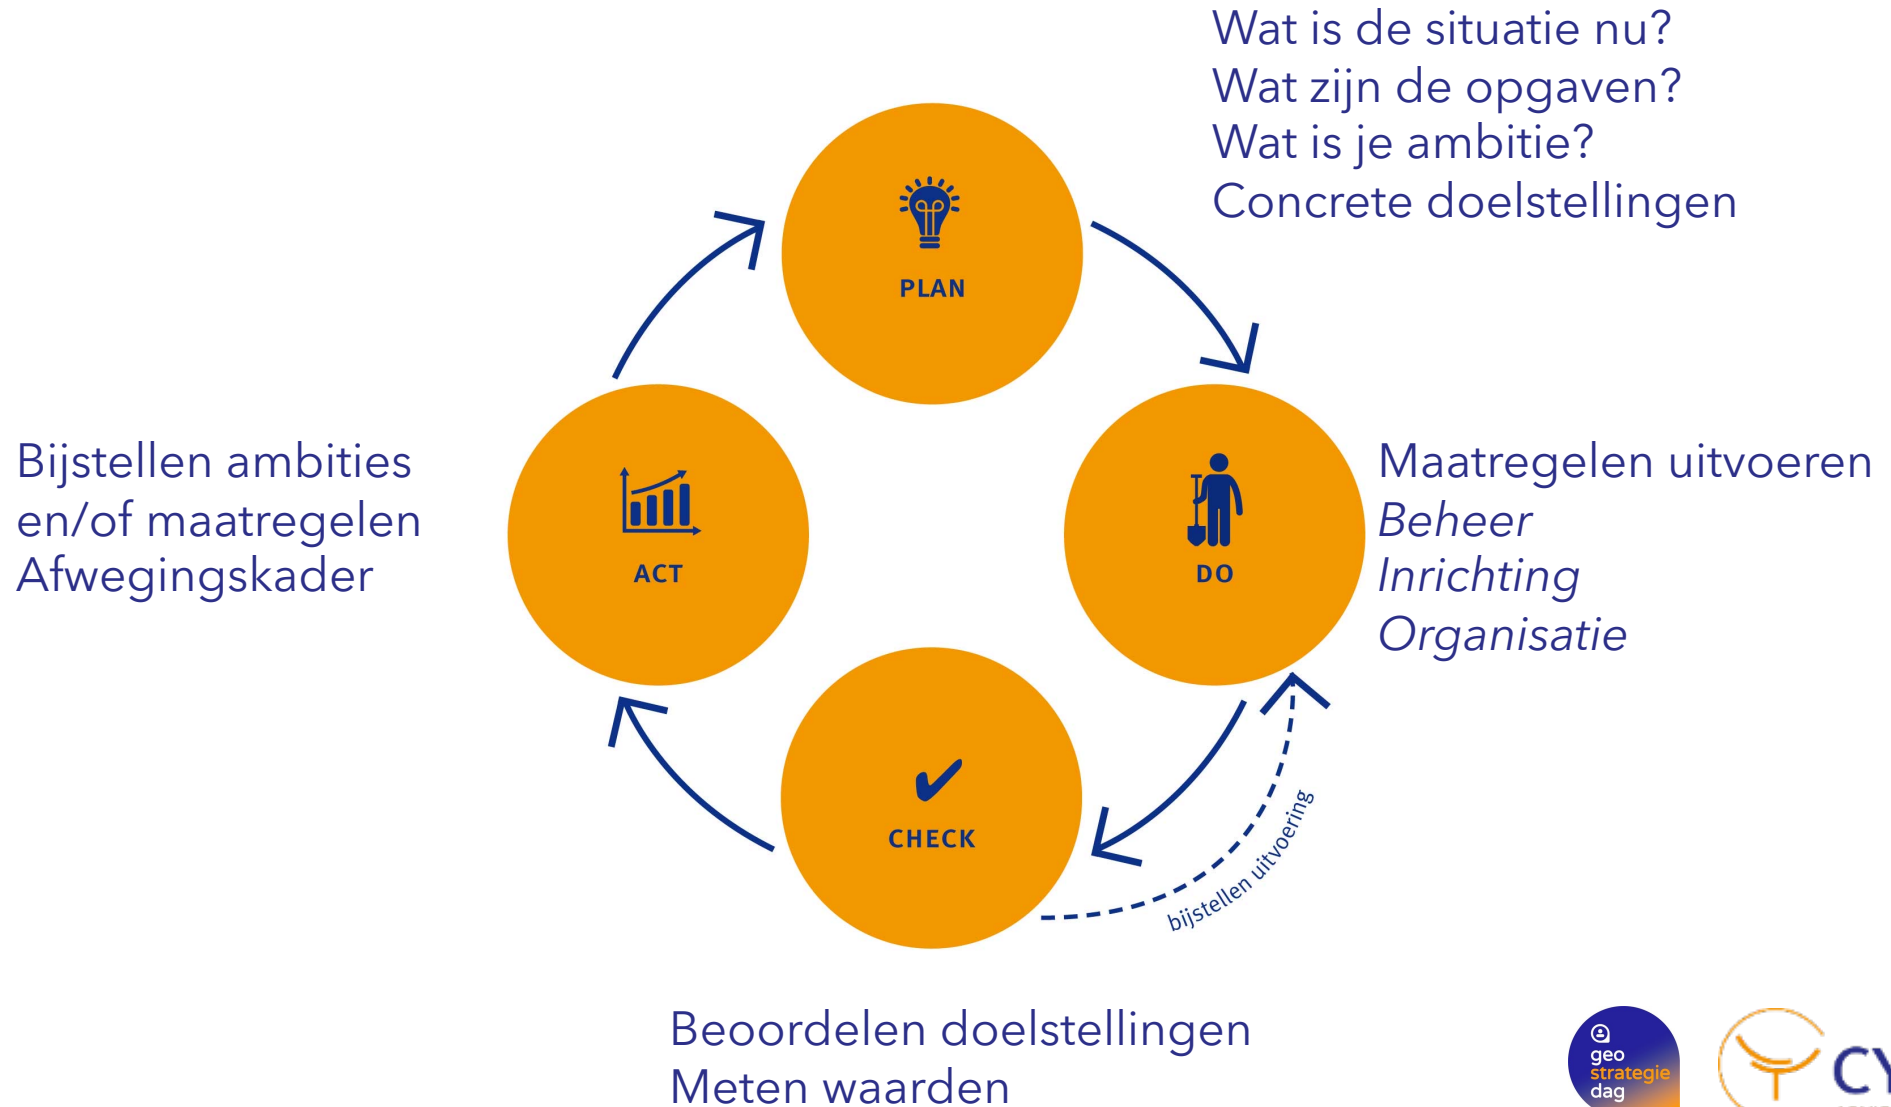 Wat is de situatie nu?
Wat zijn de opgaven?
Wat is je ambitie?
Concrete doelstellingen
PLAN
Bijstellen ambities
en/of maatregelen
Afwegingskader
ACT
DO
Maatregelen uitvoeren
Beheer
Inrichting
Organisatie
CHECK
bijstellen uitvoering
Beoordelen doelstellingen
Meten waarden
geo
strategie
dag
CY